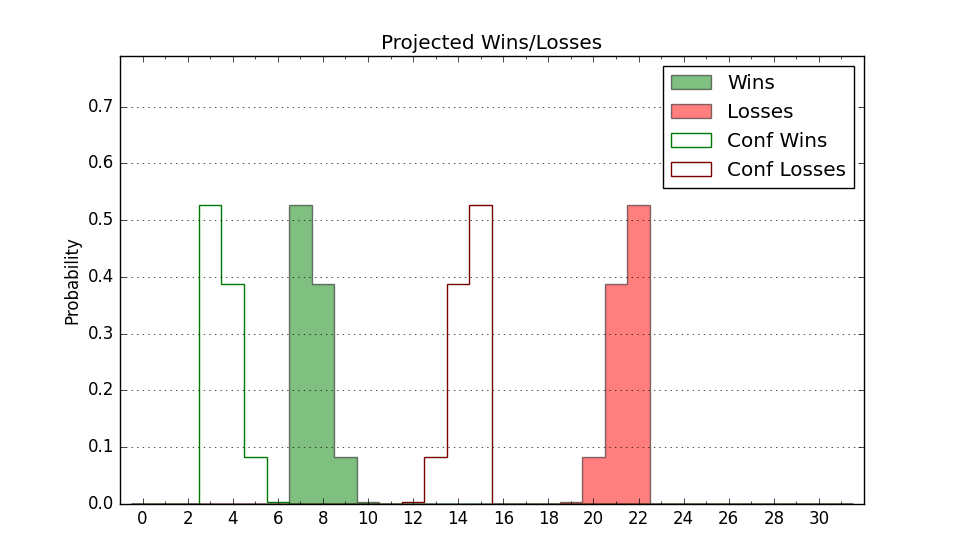 Projected Wins/Losses
Wins
Losses
Conf Wins
Conf Losses
Probability
0.7
0.6
0.5
0.4
0.3
0.2
0.1
0.0
0 2 4 6 8 10 12 14 16 18 20 22 24 26 28 30